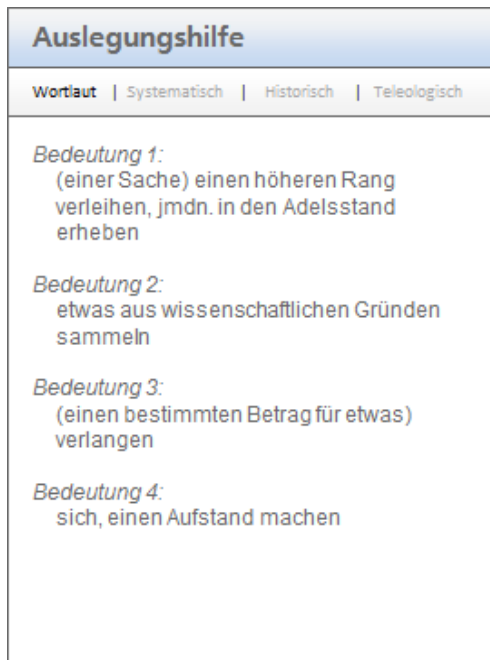 Auslegungshilfe
Wortlaut | Systematisch | Historisch | Teleologisch
Bedeutung 1:
(einer Sache) einen höheren Rang
verleihen, jmdn. in den Adelsstand
erheben
Bedeutung 2:
etwas aus wissenschaftlichen Gründen
sammeln
Bedeutung 3:
(einen bestimmten Betrag für etwas)
verlangen
Bedeutung 4:
sich, einen Aufstand machen